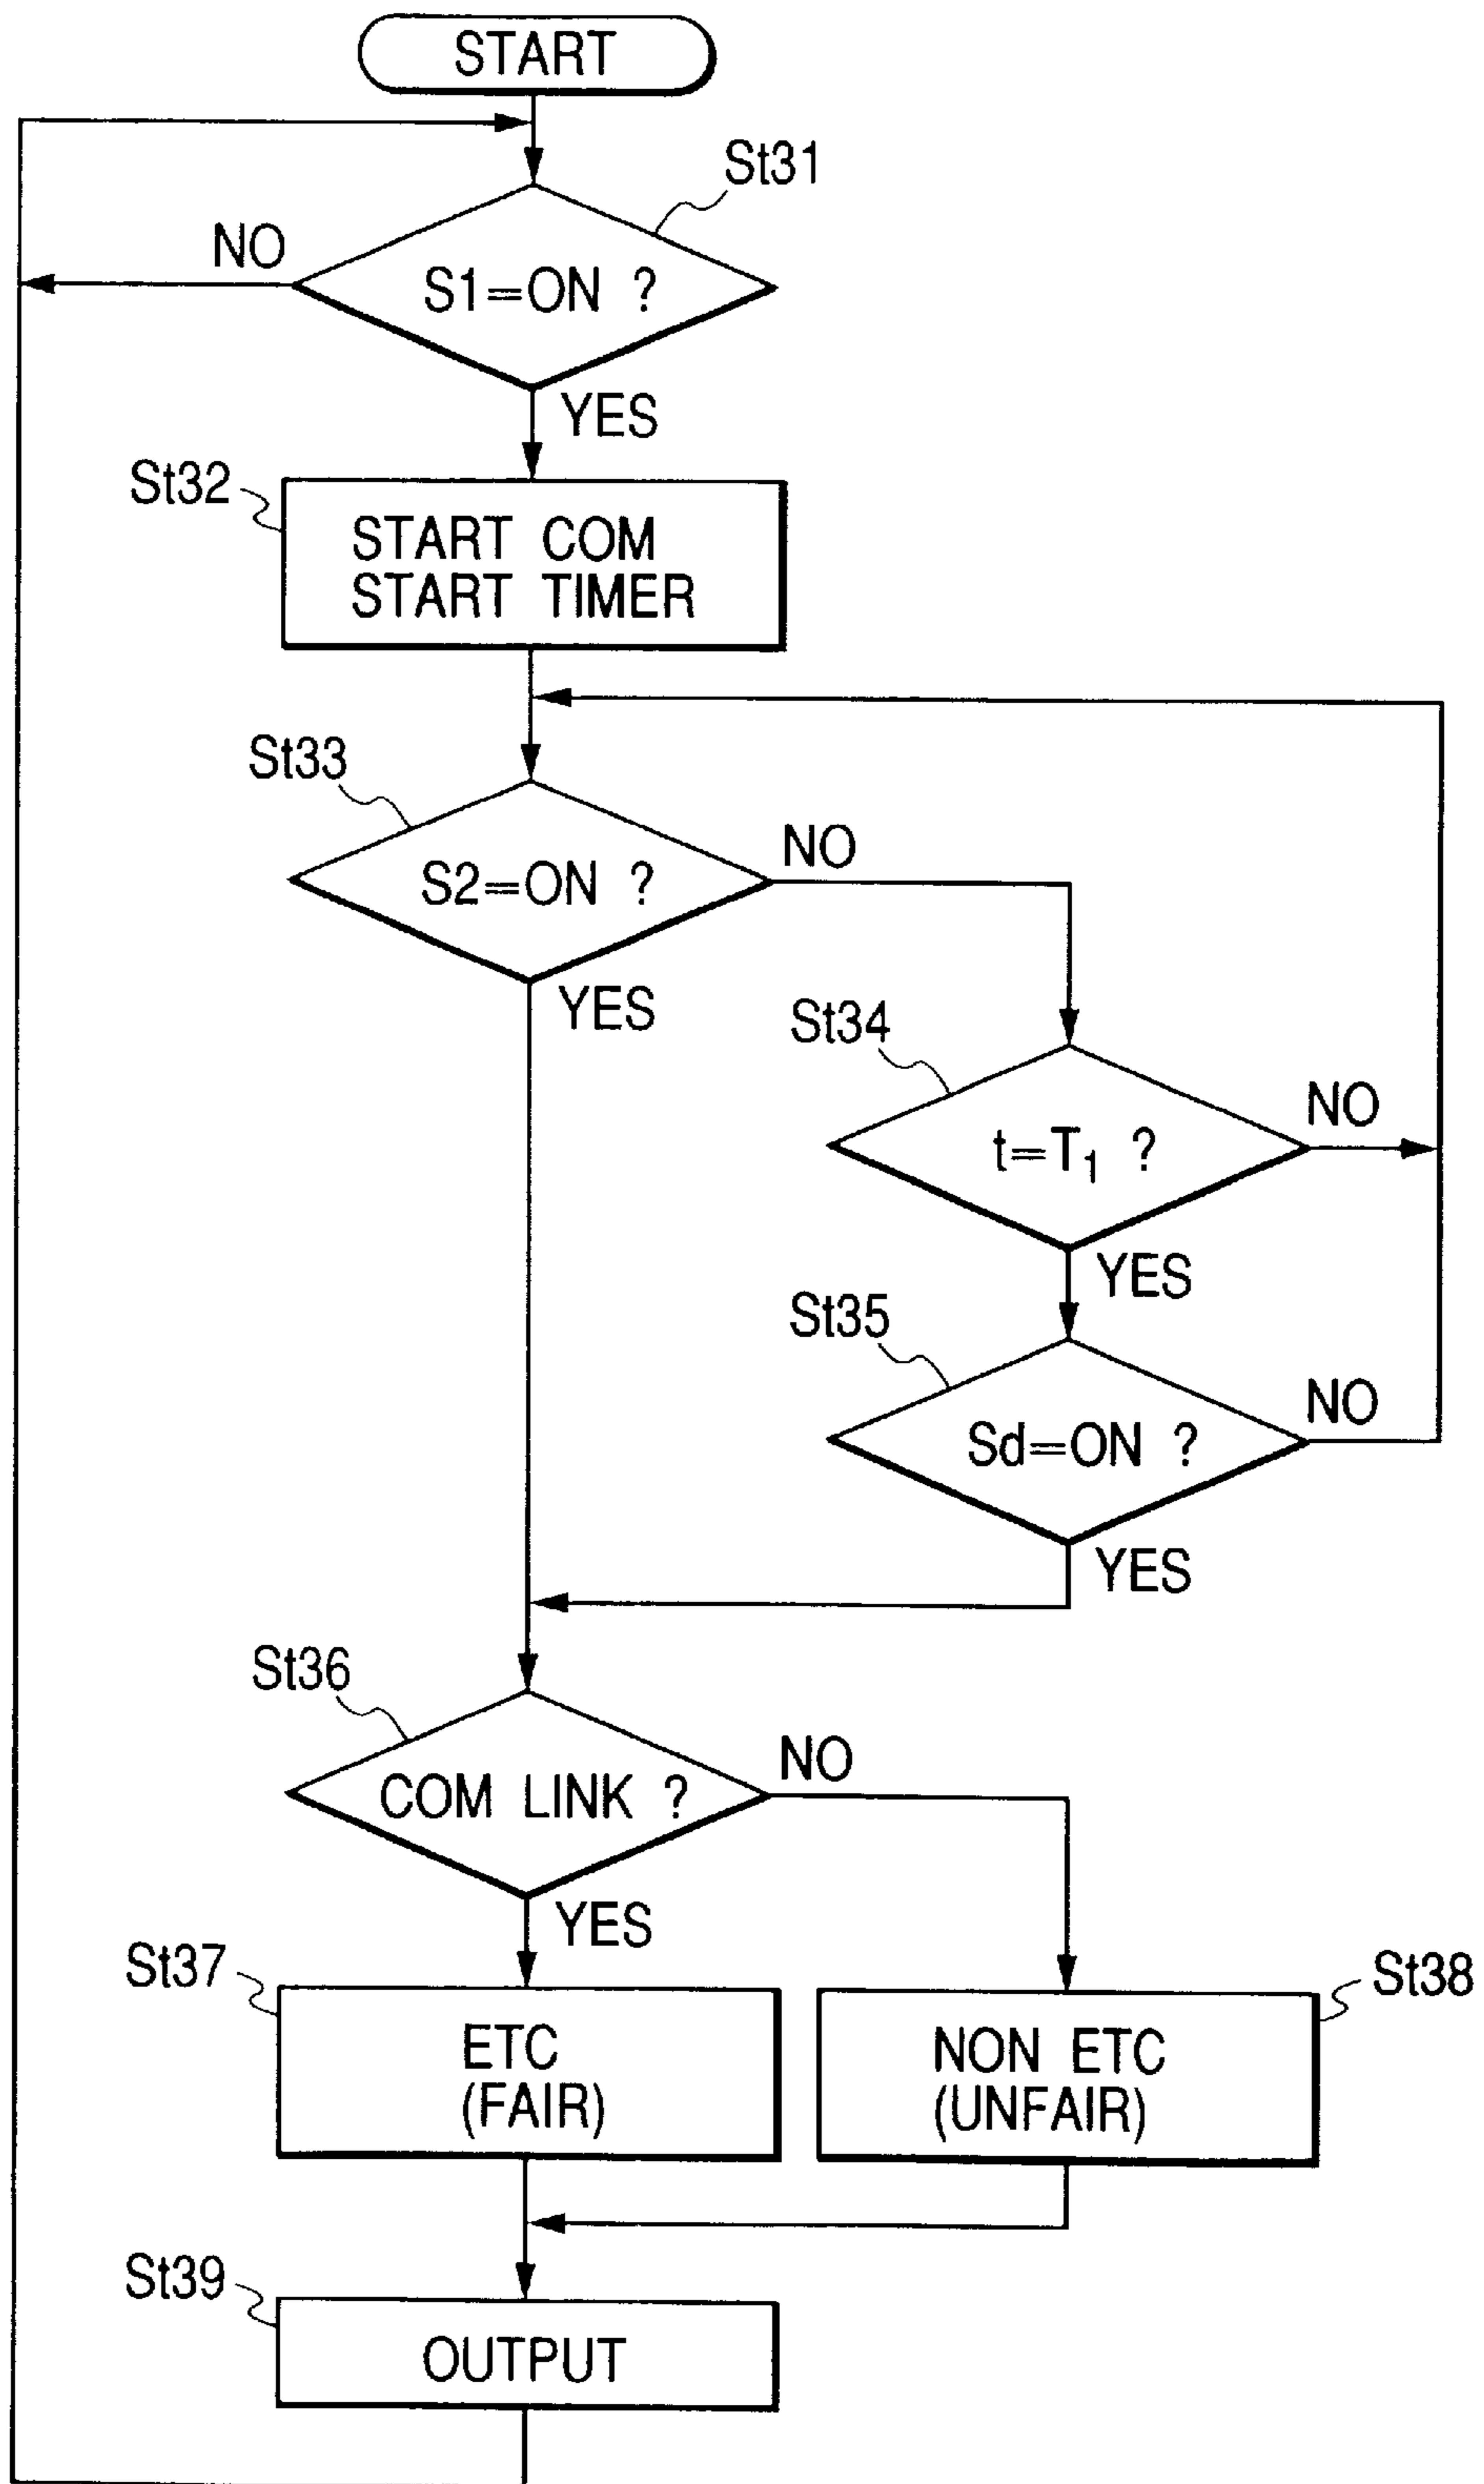 START
St31
NO
S1=ON ?
YES
St32
START COM
START TIMER
St33
NO
S2=ON ?
YES
St34
NO
t=T₁ ?
YES
St35
NO
Sd=ON ?
YES
St36
NO
COM LINK ?
YES
St37
St38
ETC
(FAIR)
NON ETC
(UNFAIR)
St39
OUTPUT